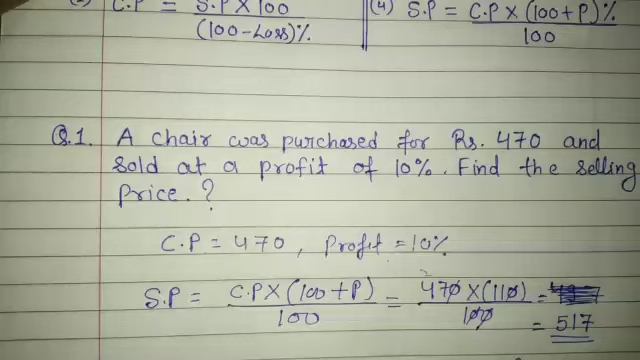 C.P = S.P X 100 / (100 - Loss)%
(4) S.P = C.P X (100 + P)% / 100
Q.1. A chair was purchased for Rs. 470 and
sold at a profit of 10%. Find the selling
price.?
C.P = 470, Profit = 10%
S.P = C.P X (100 + P) / 100 = 470 X (110) / 100 =
= 517